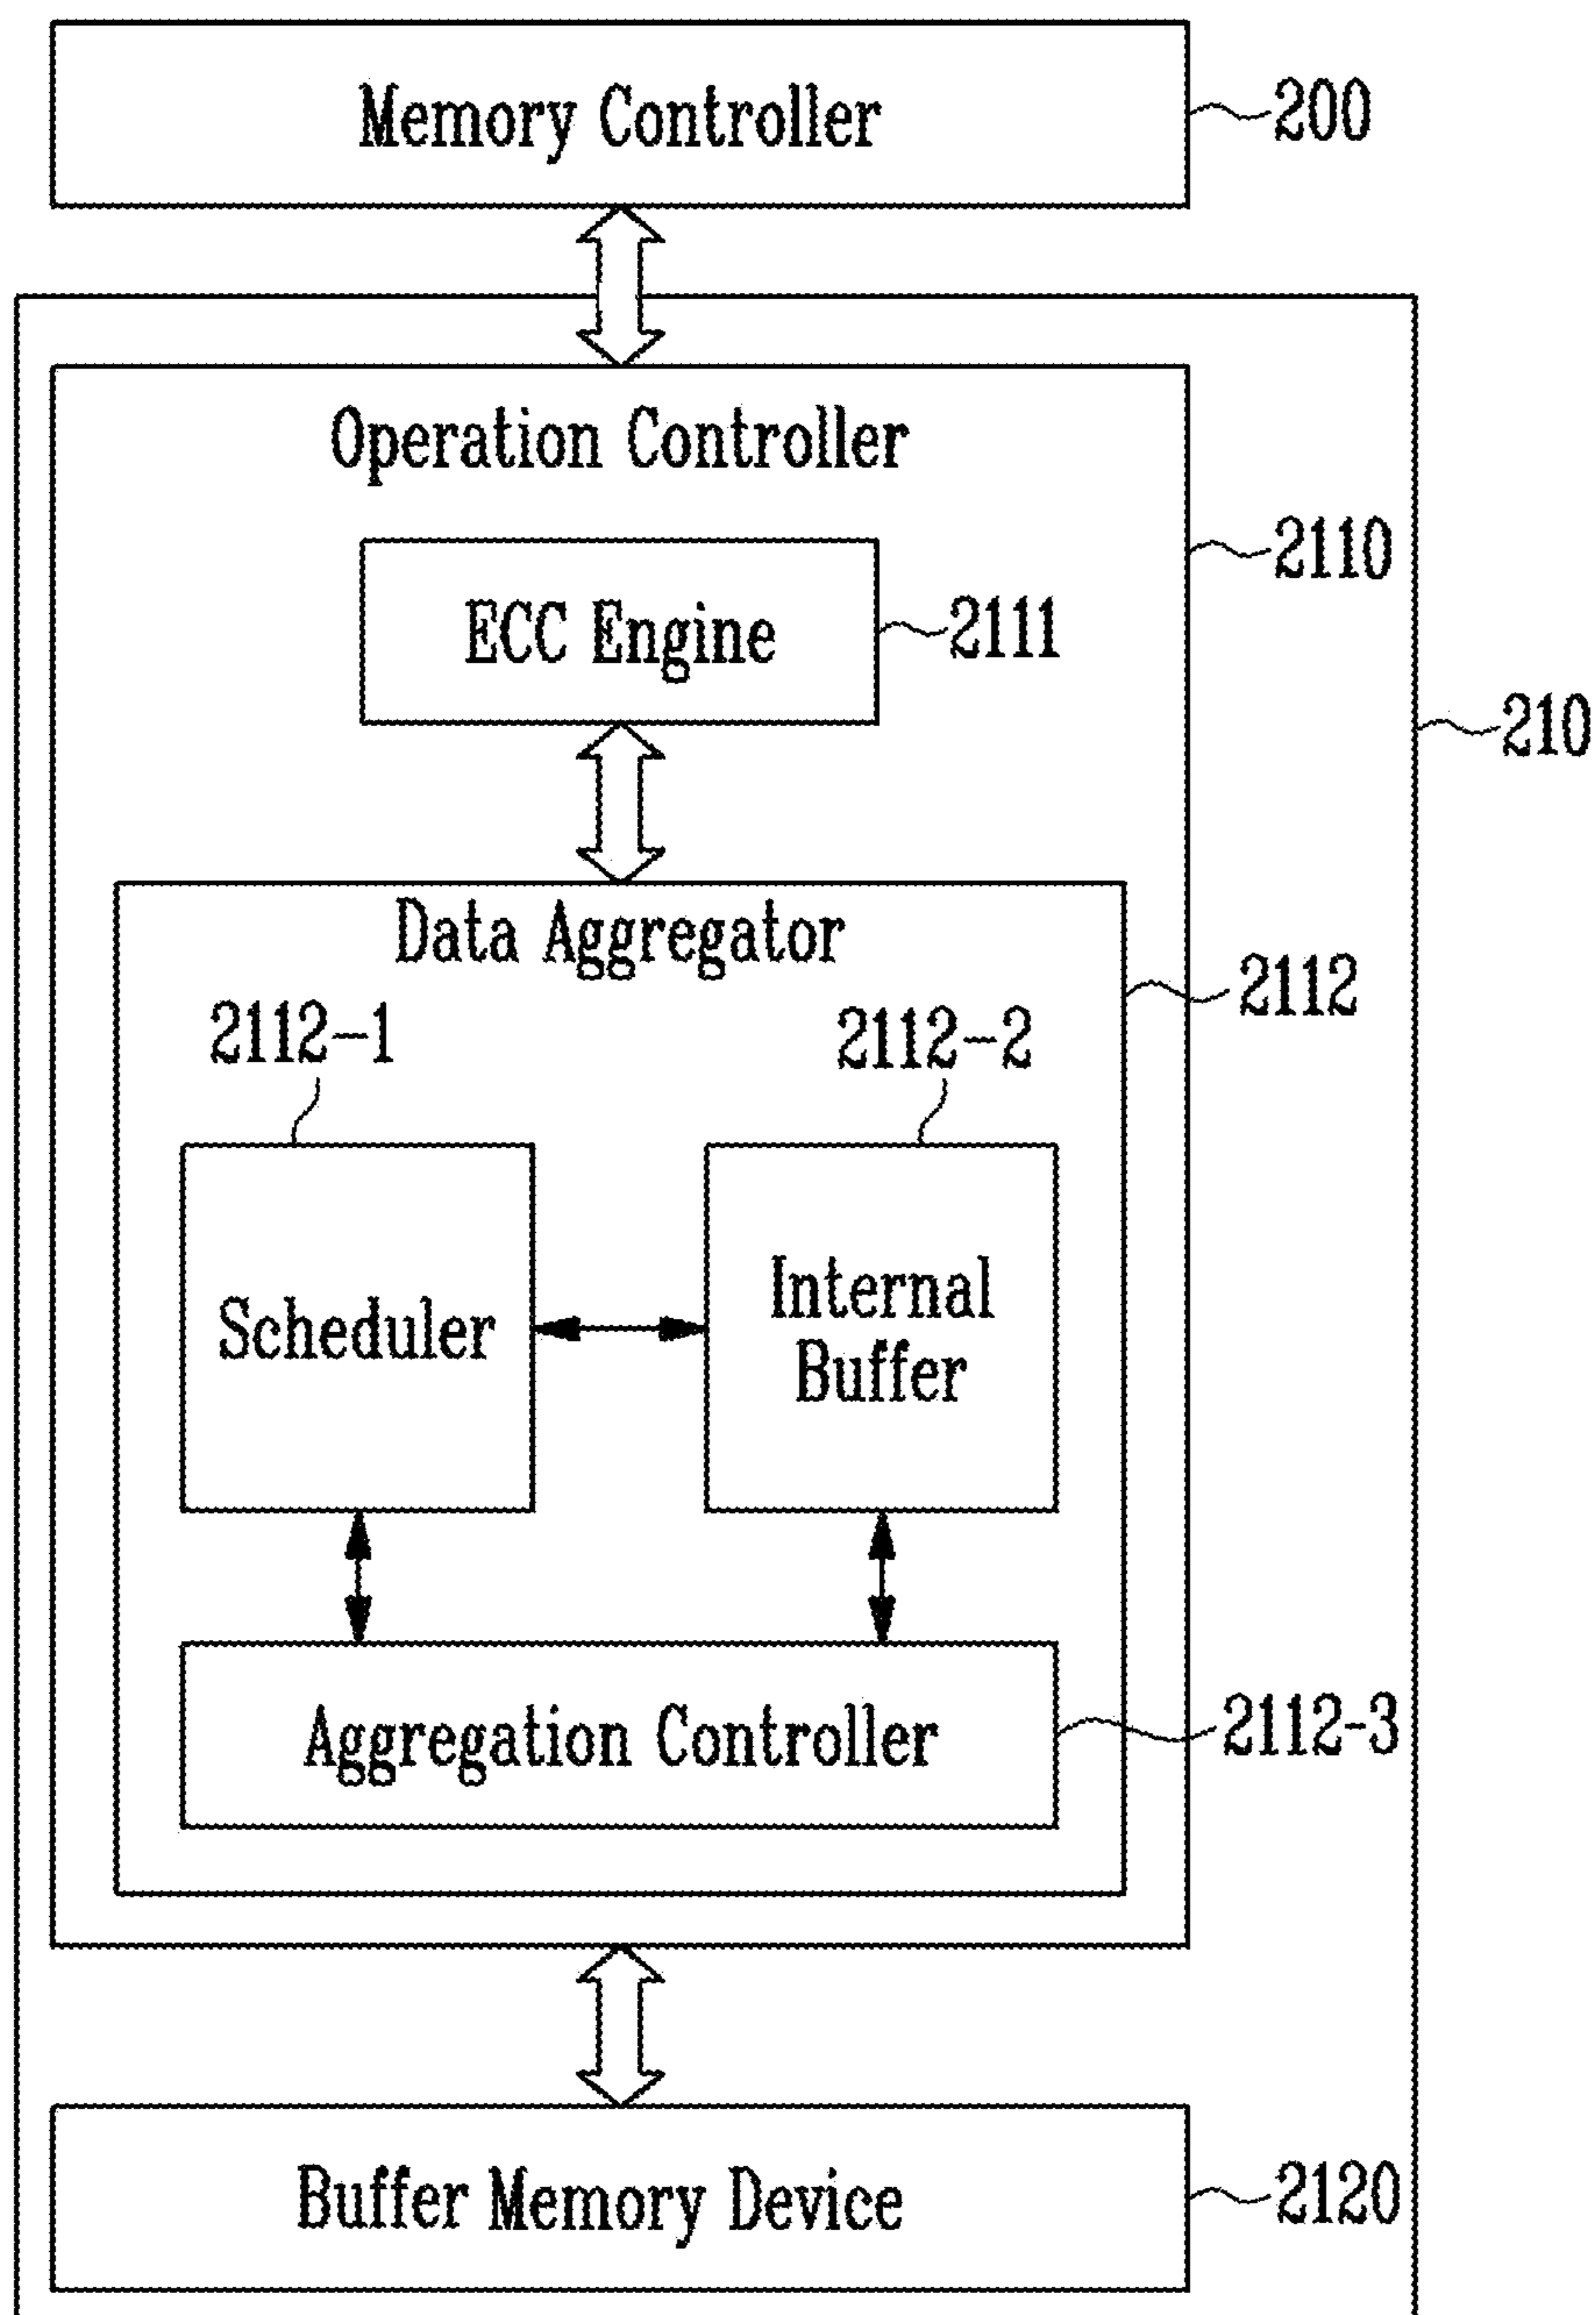 Memory Controller
200
Operation Controller
2110
ECC Engine
2111
210
Data Aggregator
2112
2112-1
2112-2
Scheduler
Internal
Buffer
Aggregation Controller
2112-3
Buffer Memory Device
2120